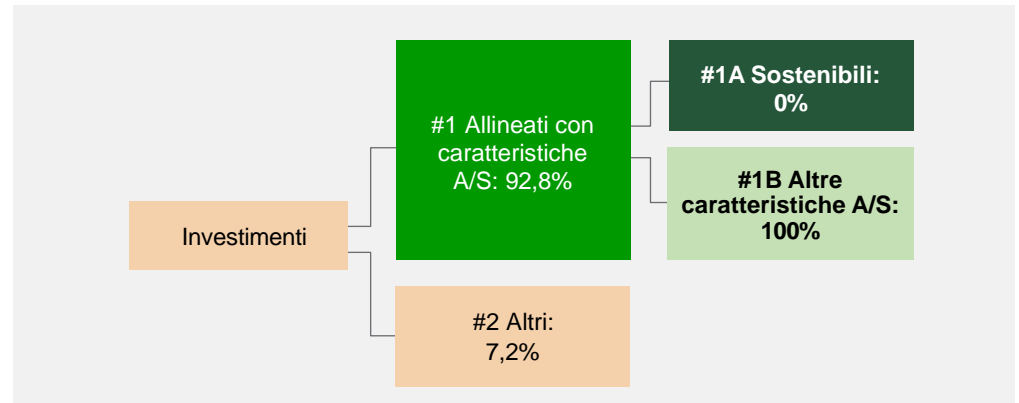 Investimenti
#1 Allineati con
caratteristiche
A/S: 92,8%
#1A Sostenibili:
0%
#1B Altre
caratteristiche A/S:
100%
#2 Altri:
7,2%